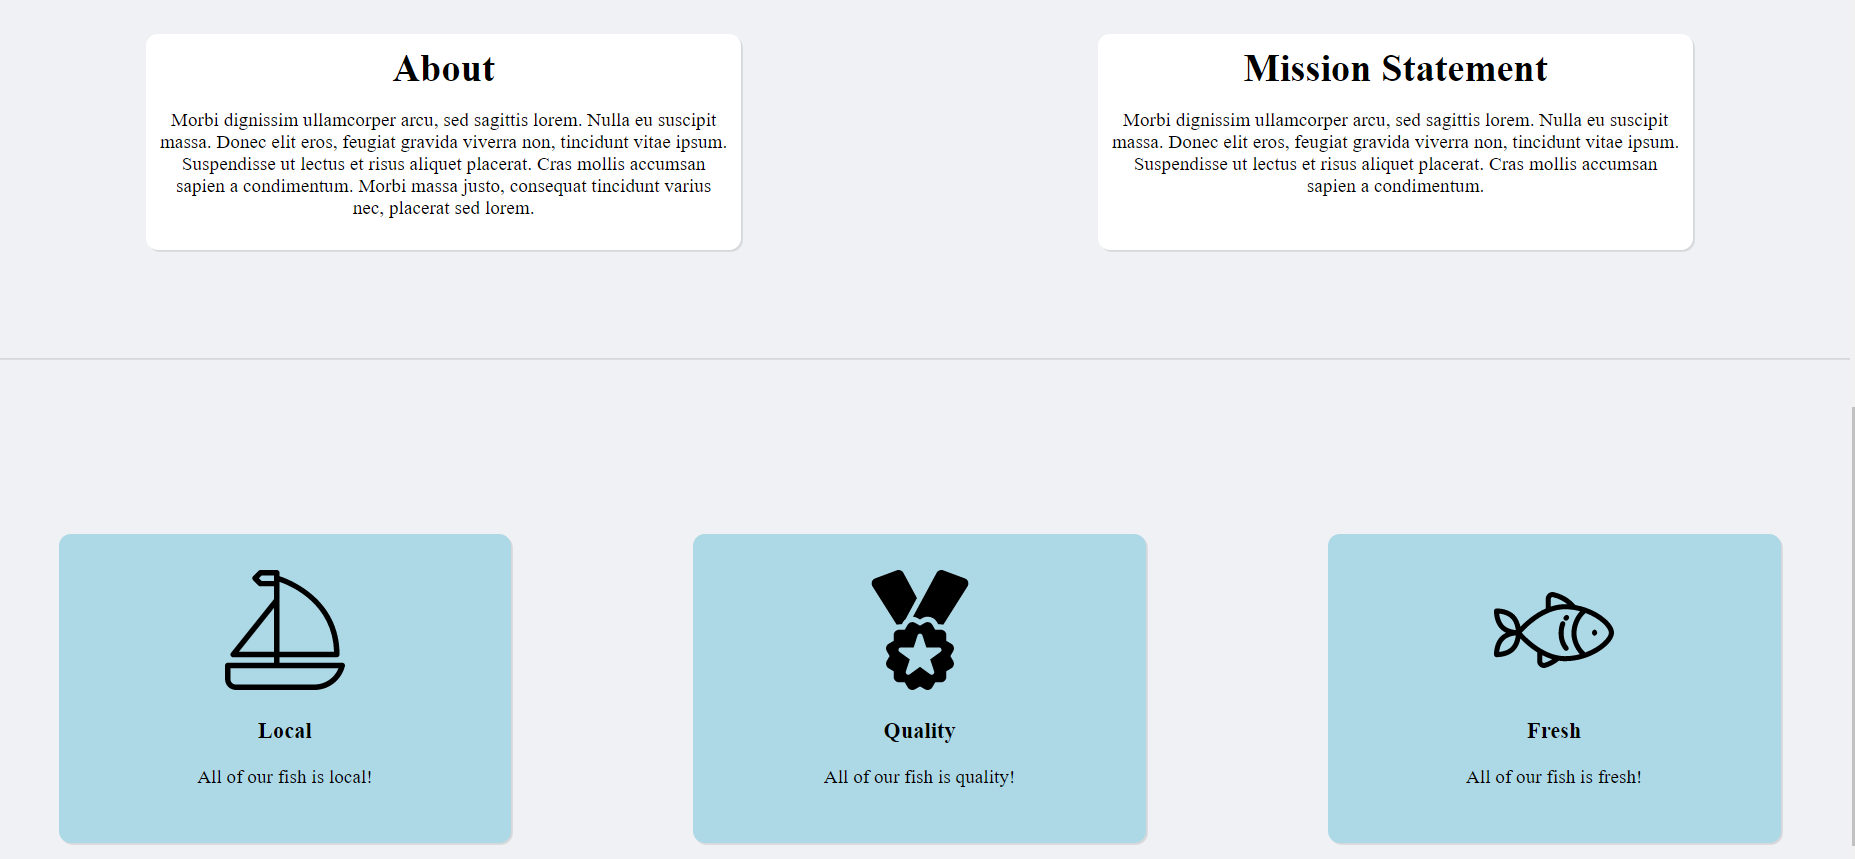 About
Morbi dignissim ullamcorper arcu, sed sagittis lorem. Nulla eu suscipit
massa. Donec elit eros, feugiat gravida viverra non, tincidunt vitae ipsum.
Suspendisse ut lectus et risus aliquet placerat. Cras mollis accumsan
sapien a condimentum. Morbi massa justo, consequat tincidunt varius
nec, placerat sed lorem.
Mission Statement
Morbi dignissim ullamcorper arcu, sed sagittis lorem. Nulla eu suscipit
massa. Donec elit eros, feugiat gravida viverra non, tincidunt vitae ipsum.
Suspendisse ut lectus et risus aliquet placerat. Cras mollis accumsan
sapien a condimentum.
Local
All of our fish is local!
Quality
All of our fish is quality!
Fresh
All of our fish is fresh!